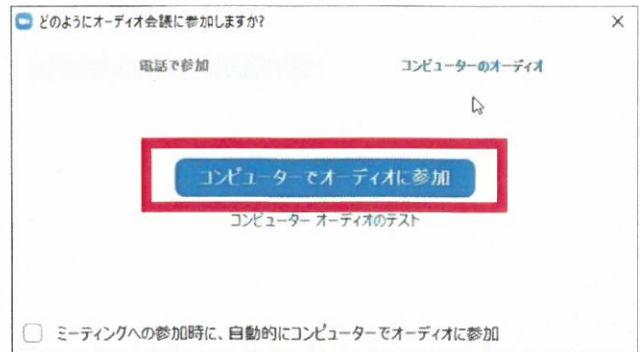 どのようにオーディオ会議に参加しますか?
電話で参加
コンピューターのオーディオ
コンピューターでオーディオに参加
コンピューター オーディオのテスト
ミーティングへの参加時に、自動的にコンピューターでオーディオに参加